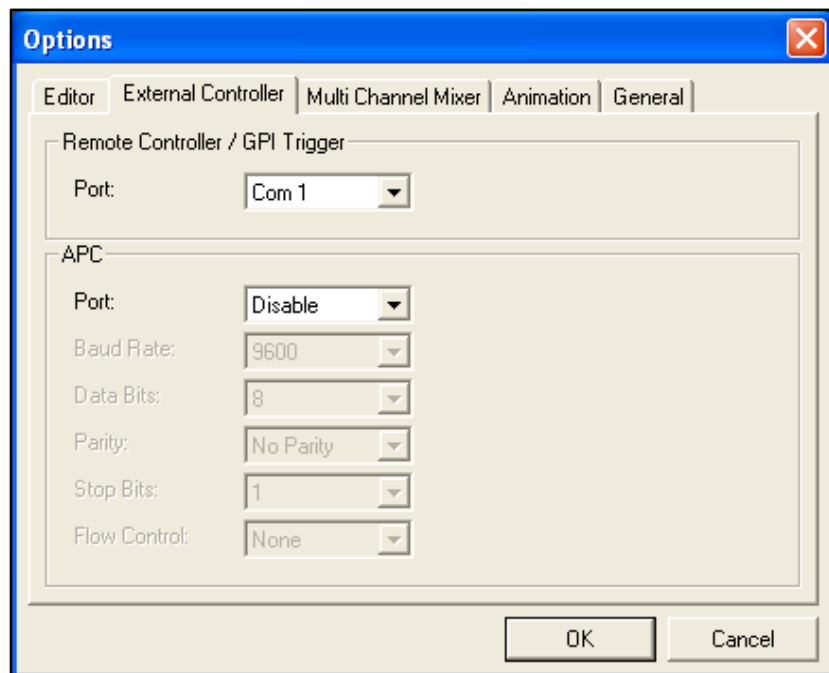 Options
Editor External Controller Multi Channel Mixer Animation General
Remote Controller / GPI Trigger
Port: Com 1
APC
Port: Disable
Baud Rate: 9600
Data Bits: 8
Parity: No Parity
Stop Bits: 1
Flow Control: None
OK Cancel